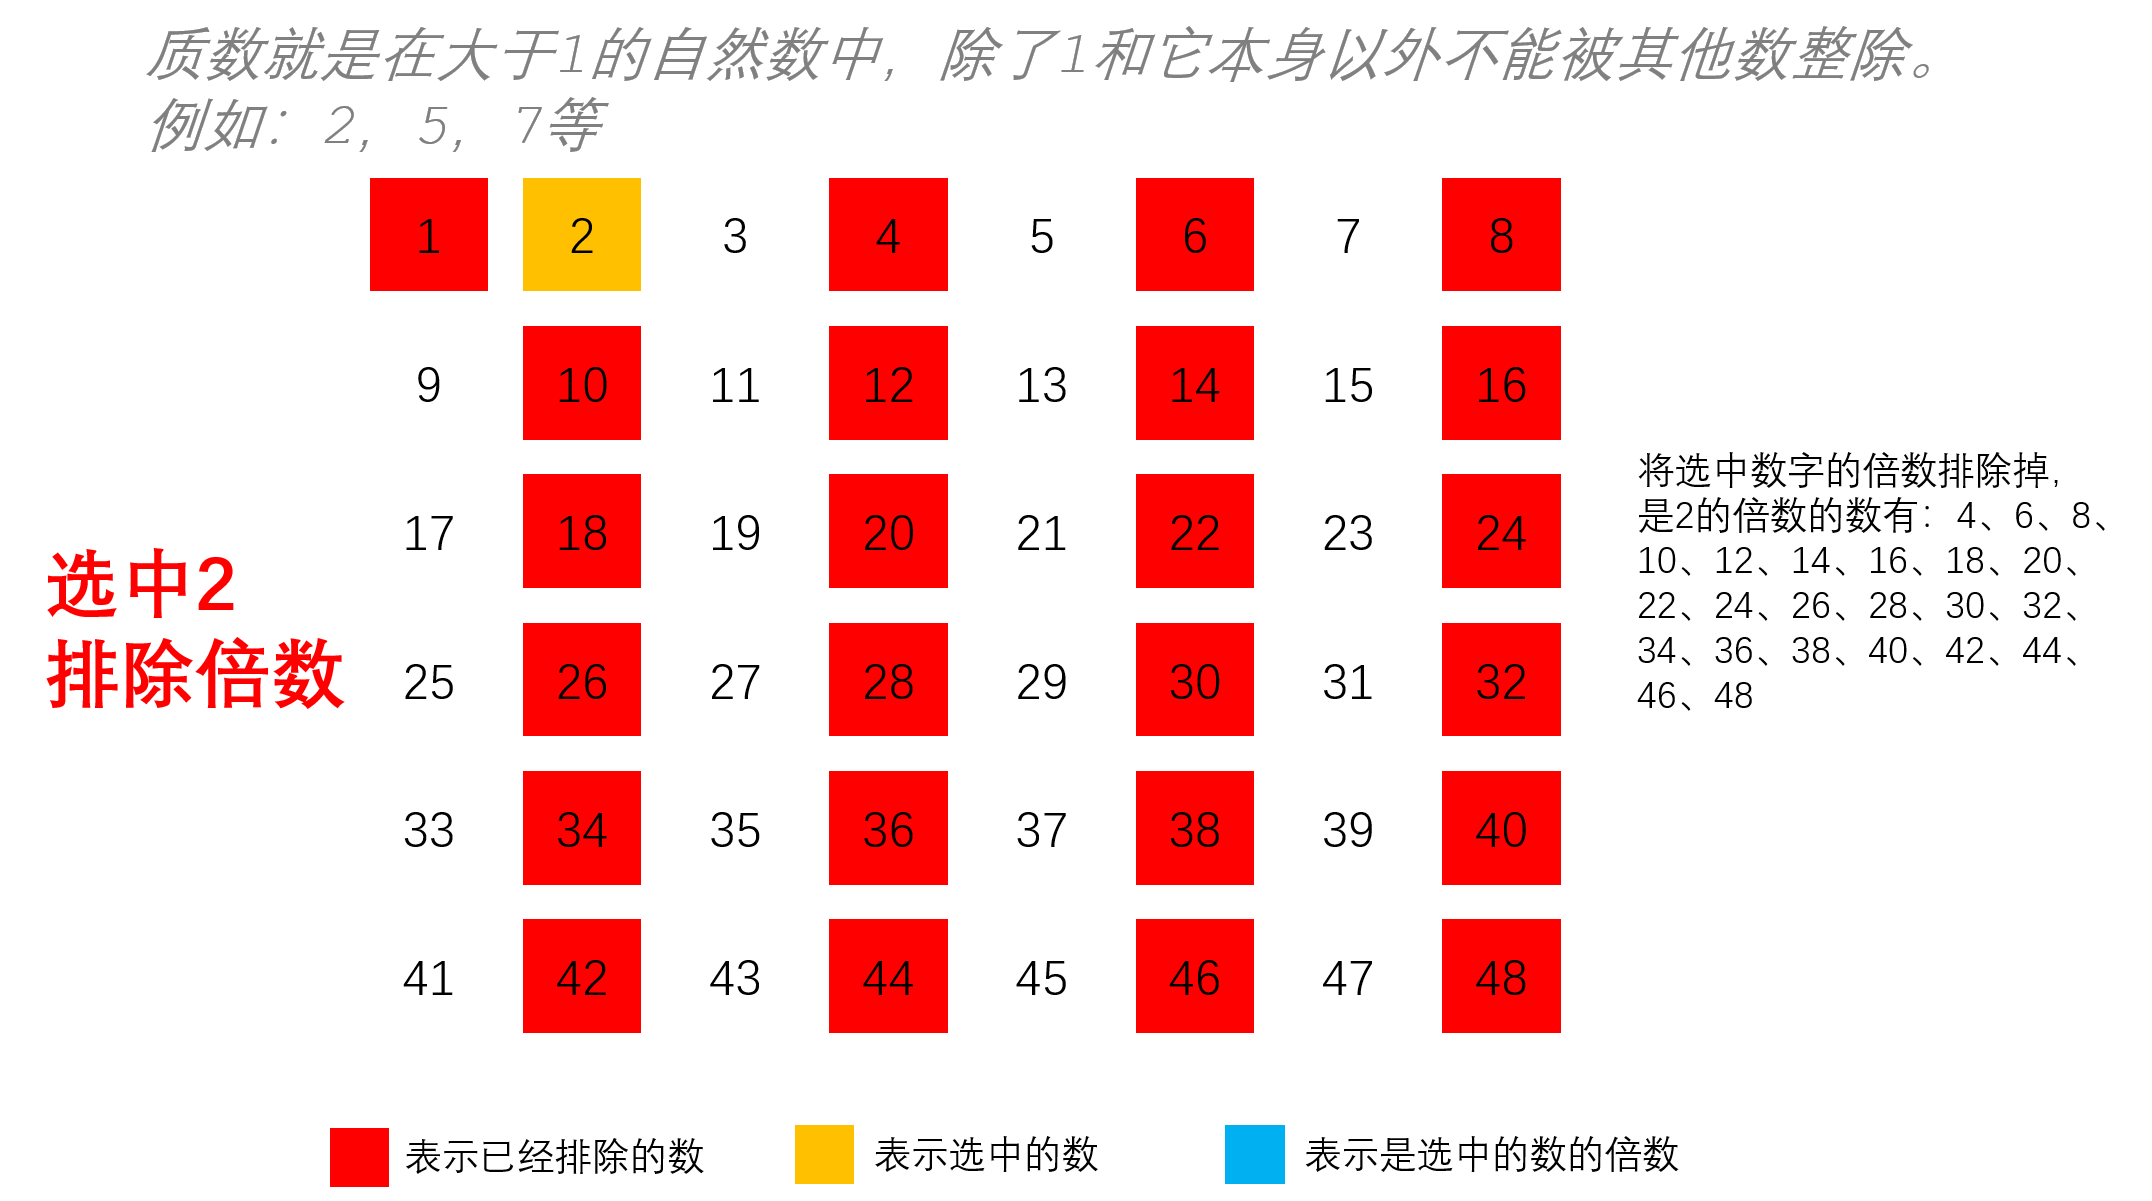 质数就是在大于1的自然数中，除了1和它本身以外不能被其他数整除。
例如：2，5，7等
1 2 3 4 5 6 7 8
9 10 11 12 13 14 15 16
17 18 19 20 21 22 23 24
25 26 27 28 29 30 31 32
33 34 35 36 37 38 39 40
41 42 43 44 45 46 47 48
选中2
排除倍数
将选中数字的倍数排除掉，
是2的倍数的数有：4、6、8、
10、12、14、16、18、20、
22、24、26、28、30、32、
34、36、38、40、42、44、
46、48
表示已经排除的数
表示选中的数
表示是选中的数的倍数